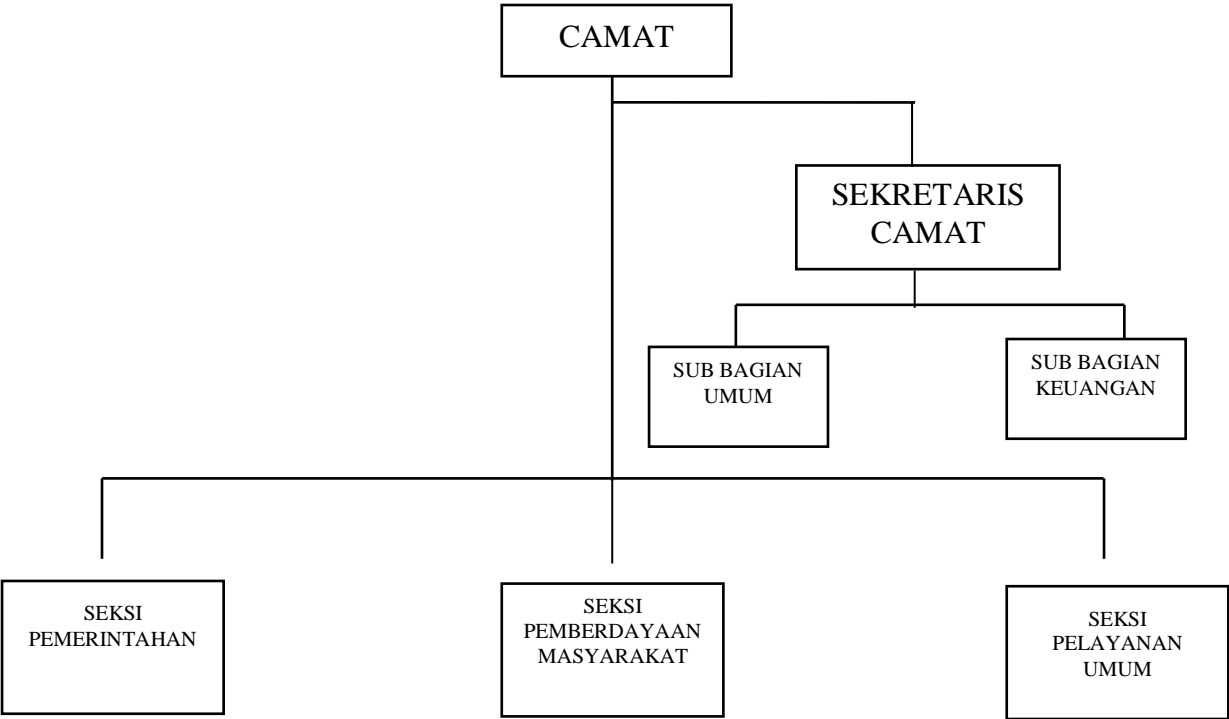 CAMAT
SEKRETARIS
CAMAT
SUB BAGIAN
UMUM
SUB BAGIAN
KEUANGAN
SEKSI
PEMERINTAHAN
SEKSI
PEMBERDAYAAN
MASYARAKAT
SEKSI
PELAYANAN
UMUM